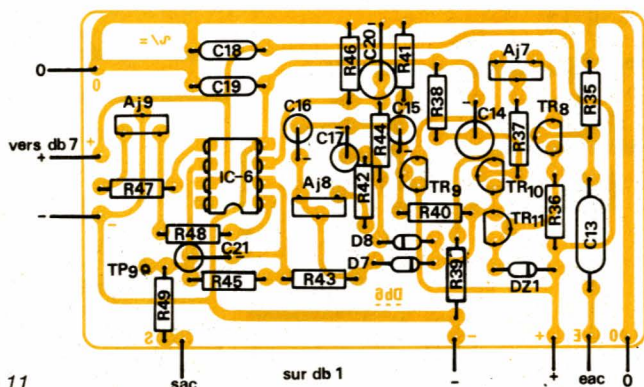 ~/=
0
C18
C19
R46
C20
R41
Aj7
0
Aj9
C16
C15
R38
C14
R37
TR8
R35
vers db 7
+
+
IC-6
C17
R44
R47
Aj8
R42
TR9
TR10
R36
-
R48
R40
TR11
C13
C21
D8
TP9
R45
R43
D7
R39
DZ1
R49
Db6
S
-
+
E
0
11
sac
sur db 1
-
+
eac
0